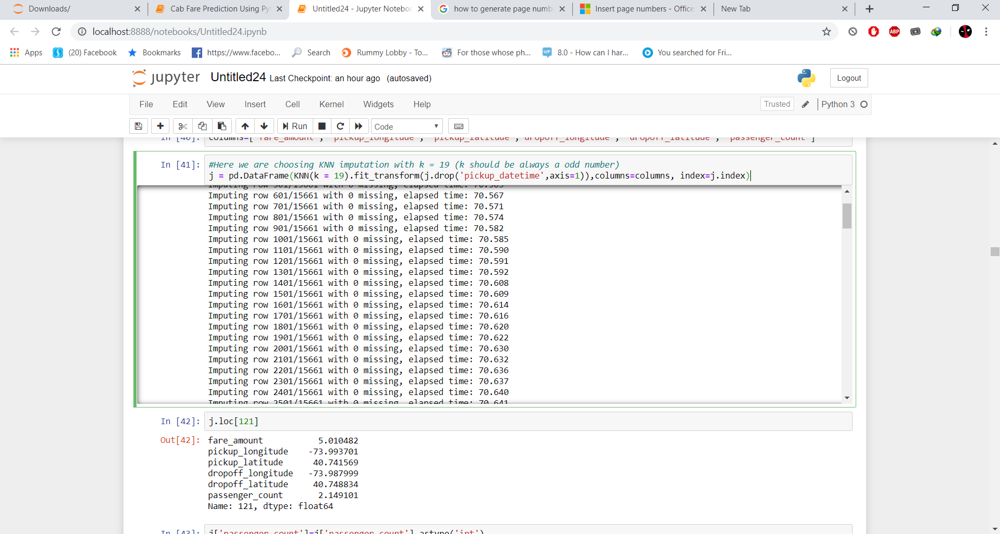 Downloads/
Cab Fare Prediction Using Py
Untitled24 - Jupyter Noteboo
how to generate page numb
Insert page numbers - Office
New Tab
localhost:8888/notebooks/Untitled24.ipynb
ABP
Apps
(20) Facebook
Bookmarks
https://www.facebo...
Search
Rummy Lobby - To...
For those whose ph...
WP
8.0 - How can I har...
You searched for Fri...
jupyter Untitled24 Last Checkpoint: an hour ago (autosaved)
Logout
File Edit View Insert Cell Kernel Widgets Help
Trusted
Python 3
Run
Code
In [40]: columns=['fare_amount', 'pickup_longitude', 'pickup_latitude','dropoff_longitude', 'dropoff_latitude', 'passenger_count']
In [41]: #Here we are choosing KNN imputation with k = 19 (k should be always a odd number)
j = pd.DataFrame(KNN(k = 19).fit_transform(j.drop('pickup_datetime',axis=1)),columns=columns, index=j.index)
Imputing row 501/15661 with 0 missing, elapsed time: 70.565
Imputing row 601/15661 with 0 missing, elapsed time: 70.567
Imputing row 701/15661 with 0 missing, elapsed time: 70.571
Imputing row 801/15661 with 0 missing, elapsed time: 70.574
Imputing row 901/15661 with 0 missing, elapsed time: 70.582
Imputing row 1001/15661 with 0 missing, elapsed time: 70.585
Imputing row 1101/15661 with 0 missing, elapsed time: 70.590
Imputing row 1201/15661 with 0 missing, elapsed time: 70.591
Imputing row 1301/15661 with 0 missing, elapsed time: 70.592
Imputing row 1401/15661 with 0 missing, elapsed time: 70.608
Imputing row 1501/15661 with 0 missing, elapsed time: 70.609
Imputing row 1601/15661 with 0 missing, elapsed time: 70.614
Imputing row 1701/15661 with 0 missing, elapsed time: 70.616
Imputing row 1801/15661 with 0 missing, elapsed time: 70.620
Imputing row 1901/15661 with 0 missing, elapsed time: 70.622
Imputing row 2001/15661 with 0 missing, elapsed time: 70.630
Imputing row 2101/15661 with 0 missing, elapsed time: 70.632
Imputing row 2201/15661 with 0 missing, elapsed time: 70.636
Imputing row 2301/15661 with 0 missing, elapsed time: 70.637
Imputing row 2401/15661 with 0 missing, elapsed time: 70.640
Imputing row 2501/15661 with 0 missing, elapsed time: 70.641
In [42]: j.loc[121]
Out[42]: fare_amount 5.010482
pickup_longitude -73.993701
pickup_latitude 40.741569
dropoff_longitude -73.987999
dropoff_latitude 40.748834
passenger_count 2.149101
Name: 121, dtype: float64
In [43]: j['passenger_count']=j['passenger_count'].astype('int')